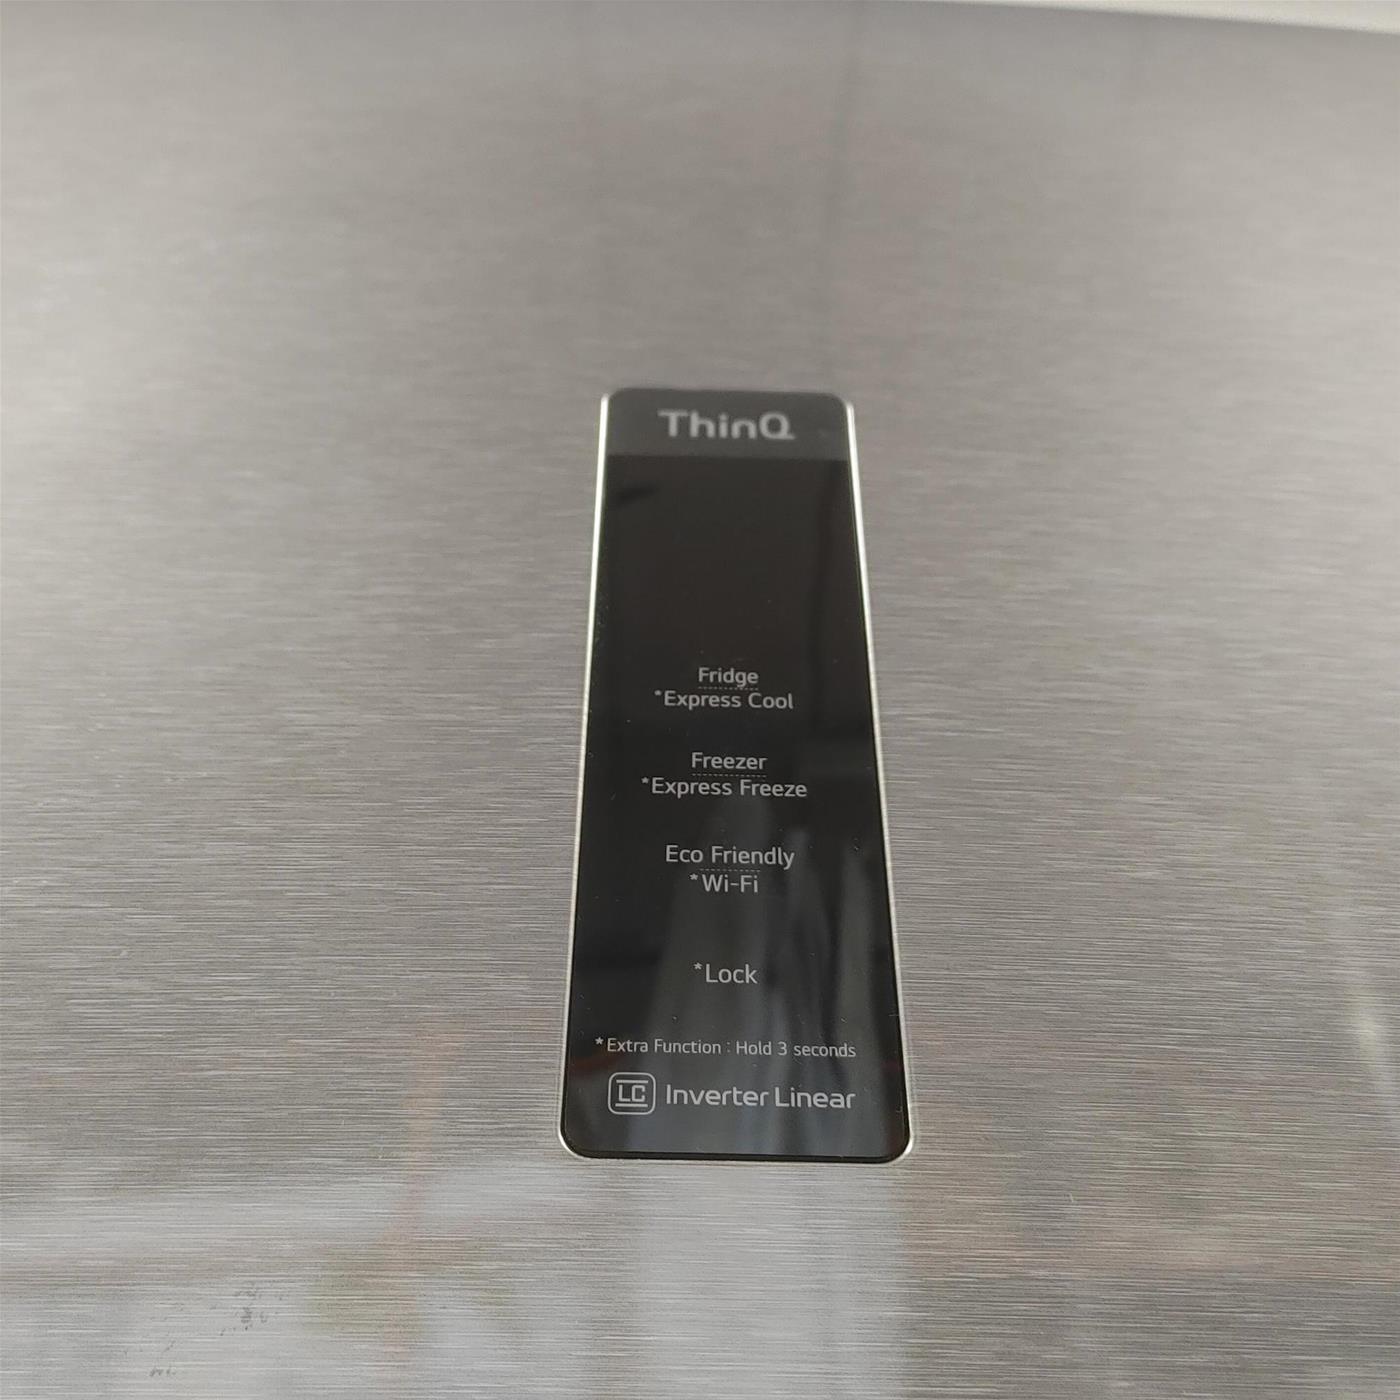 ThinQ
Fridge
*Express Cool
Freezer
*Express Freeze
Eco Friendly
*Wi-Fi
*Lock
*Extra Function : Hold 3 seconds
LC Inverter Linear